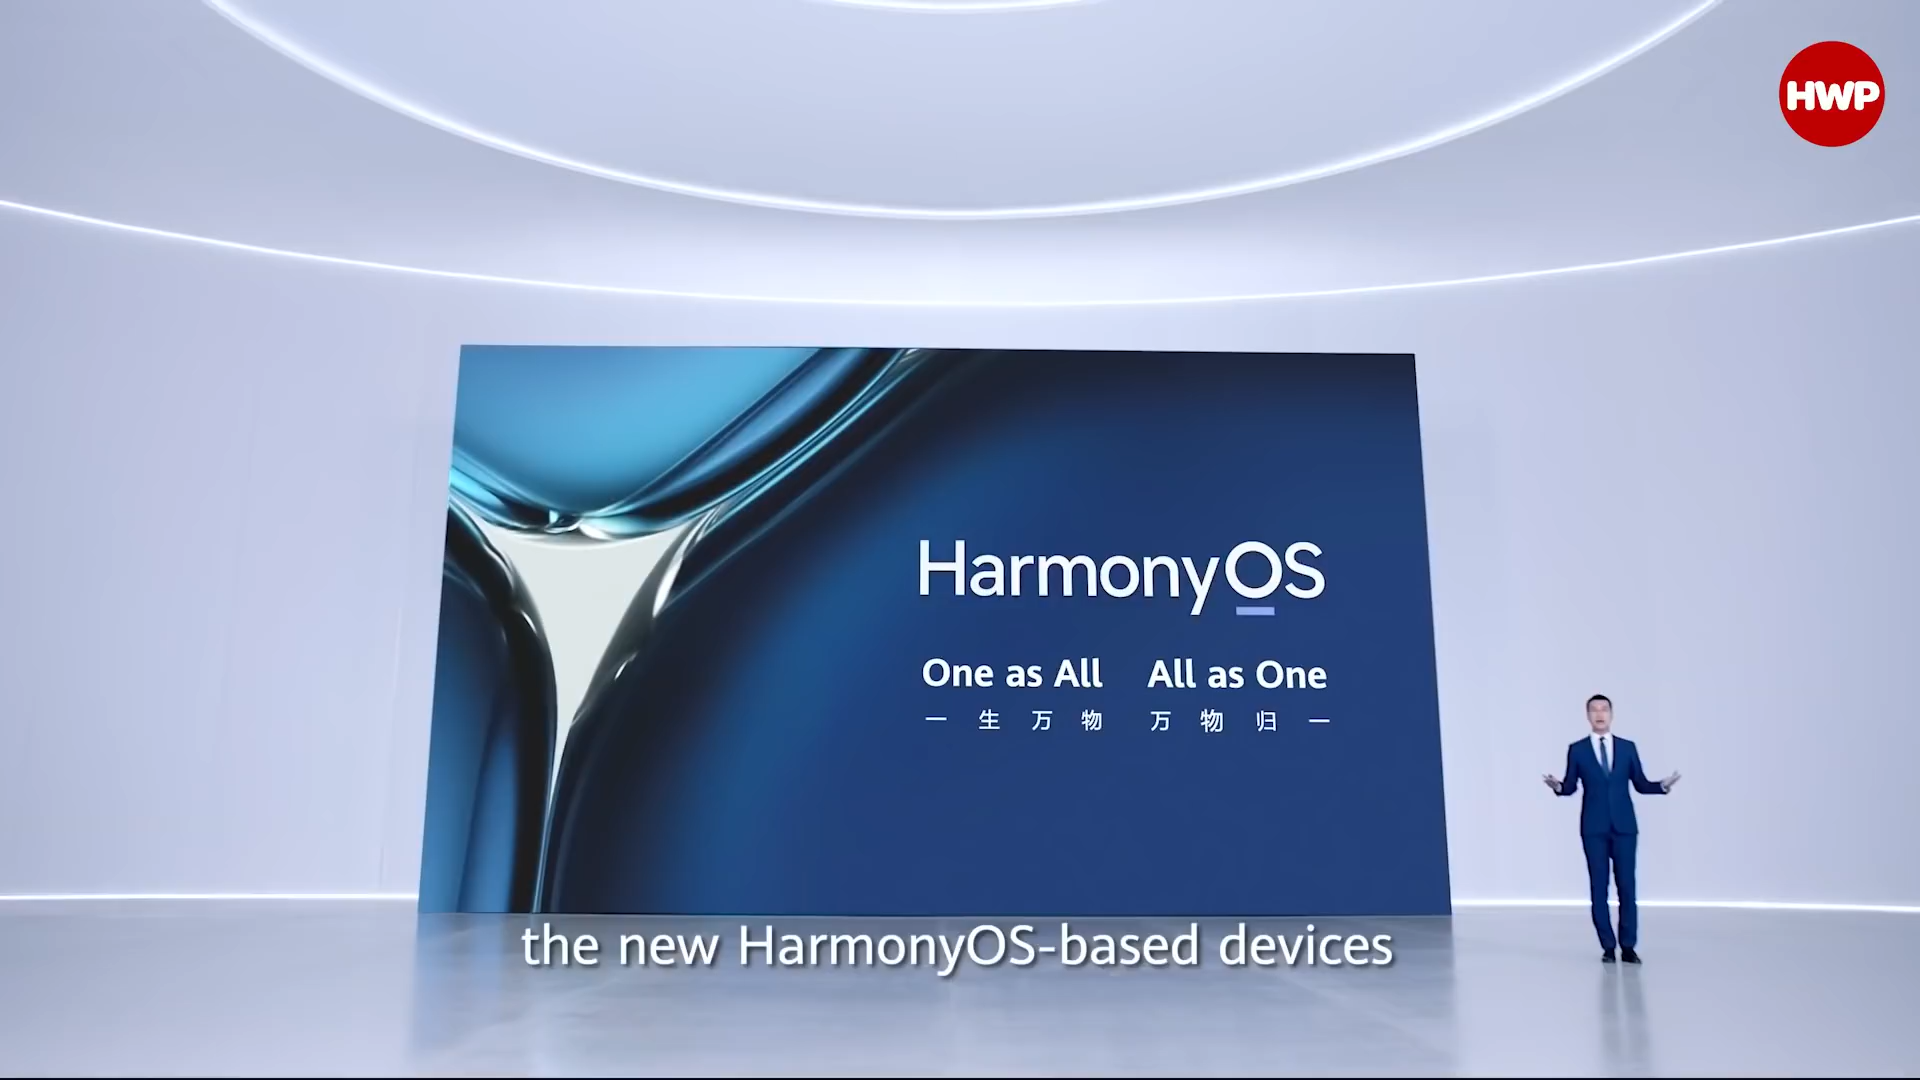 HWP
HarmonyOS
One as All All as One
一生万物 万物归一
the new HarmonyOS-based devices